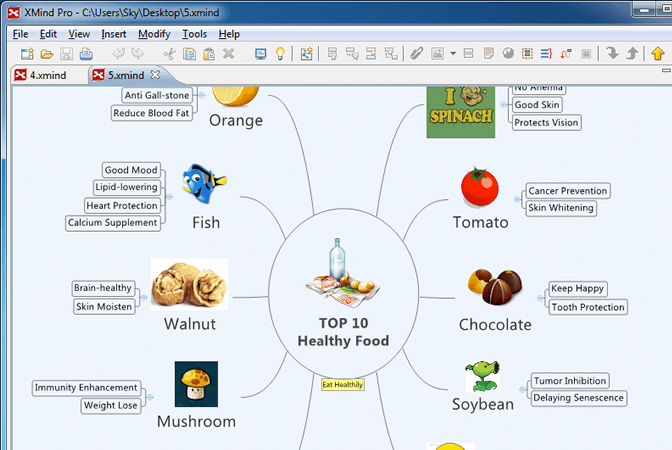 XMind Pro - C:\Users\Sky\Desktop\5.xmind
File Edit View Insert Modify Tools Help
4.xmind 5.xmind
Anti Gall-stone
Reduce Blood Fat
Orange
I
SPINACH
No Anemia
Good Skin
Protects Vision
Good Mood
Lipid-lowering
Heart Protection
Calcium Supplement
Fish
Tomato
Cancer Prevention
Skin Whitening
Brain-healthy
Skin Moisten
Walnut
TOP 10
Healthy Food
Chocolate
Keep Happy
Tooth Protection
Eat Healthily
Immunity Enhancement
Weight Lose
Mushroom
Soybean
Tumor Inhibition
Delaying Senescence